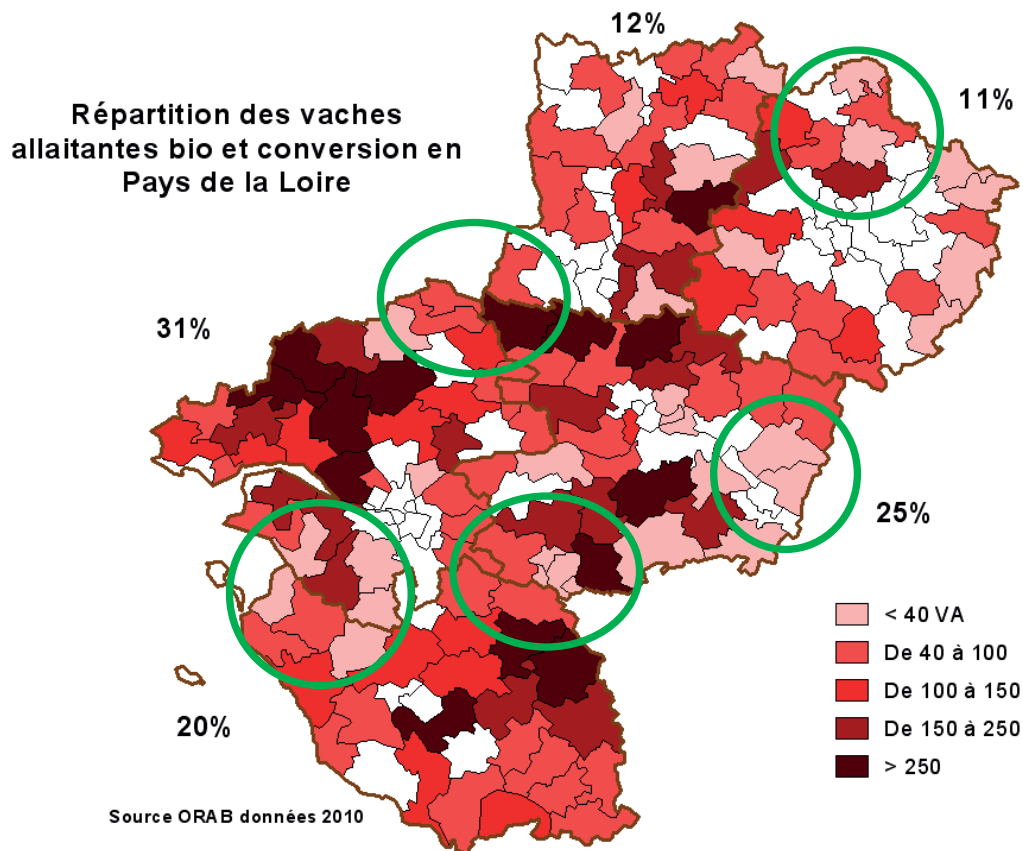 12%
Répartition des vaches
allaitantes bio et conversion en
Pays de la Loire
11%
31%
25%
20%
< 40 VA
De 40 à 100
De 100 à 150
De 150 à 250
> 250
Source ORAB données 2010